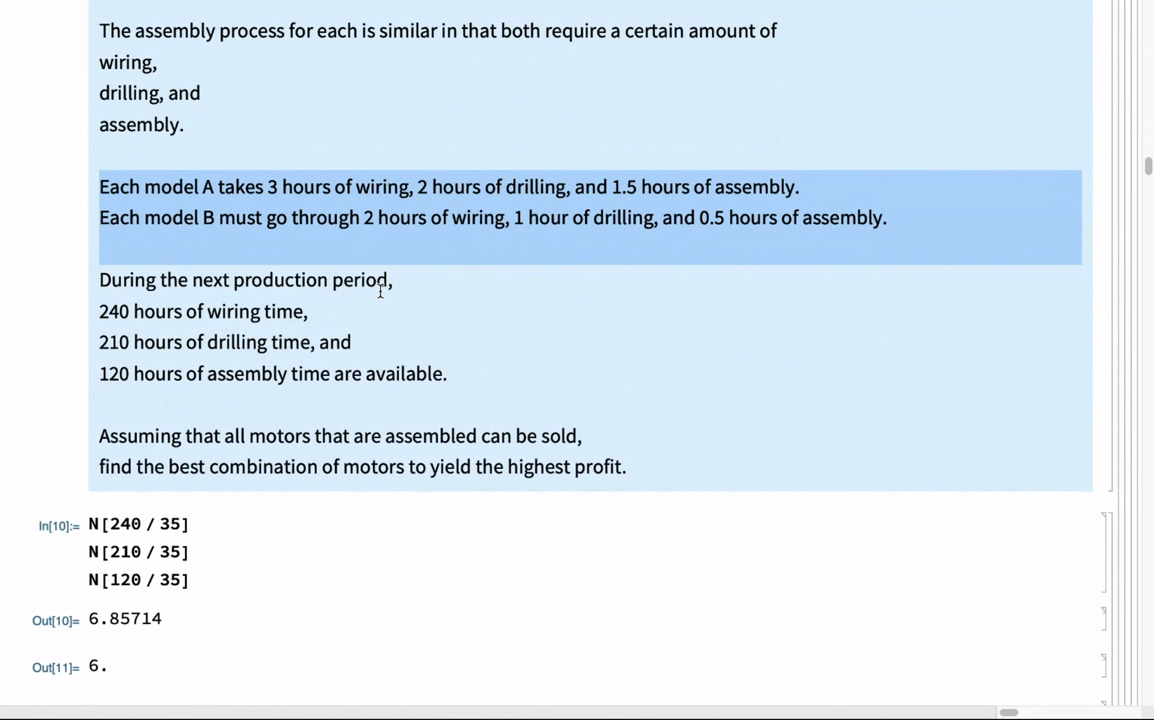 The assembly process for each is similar in that both require a certain amount of
wiring,
drilling, and
assembly.
Each model A takes 3 hours of wiring, 2 hours of drilling, and 1.5 hours of assembly.
Each model B must go through 2 hours of wiring, 1 hour of drilling, and 0.5 hours of assembly.
During the next production period,
240 hours of wiring time,
210 hours of drilling time, and
120 hours of assembly time are available.
Assuming that all motors that are assembled can be sold,
find the best combination of motors to yield the highest profit.
In[10]:= N[240 / 35]
N[210 / 35]
N[120 / 35]
Out[10]= 6.85714
Out[11]= 6.